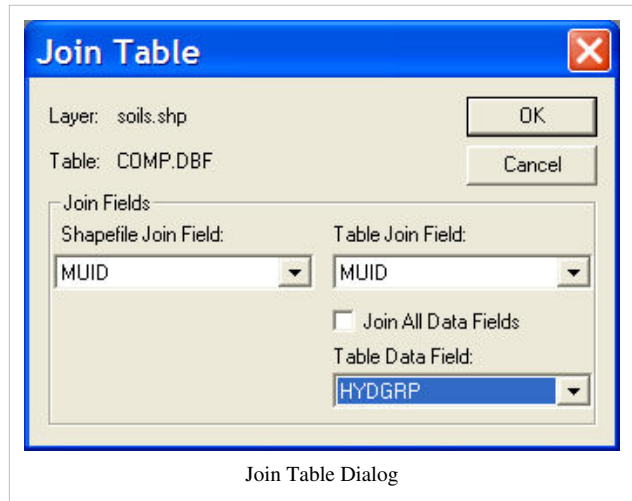 Join Table
Layer: soils.shp
OK
Table: COMP.DBF
Cancel
Join Fields
Shapefile Join Field:
Table Join Field:
MUID
MUID
Join All Data Fields
Table Data Field:
HYDGRP
Join Table Dialog